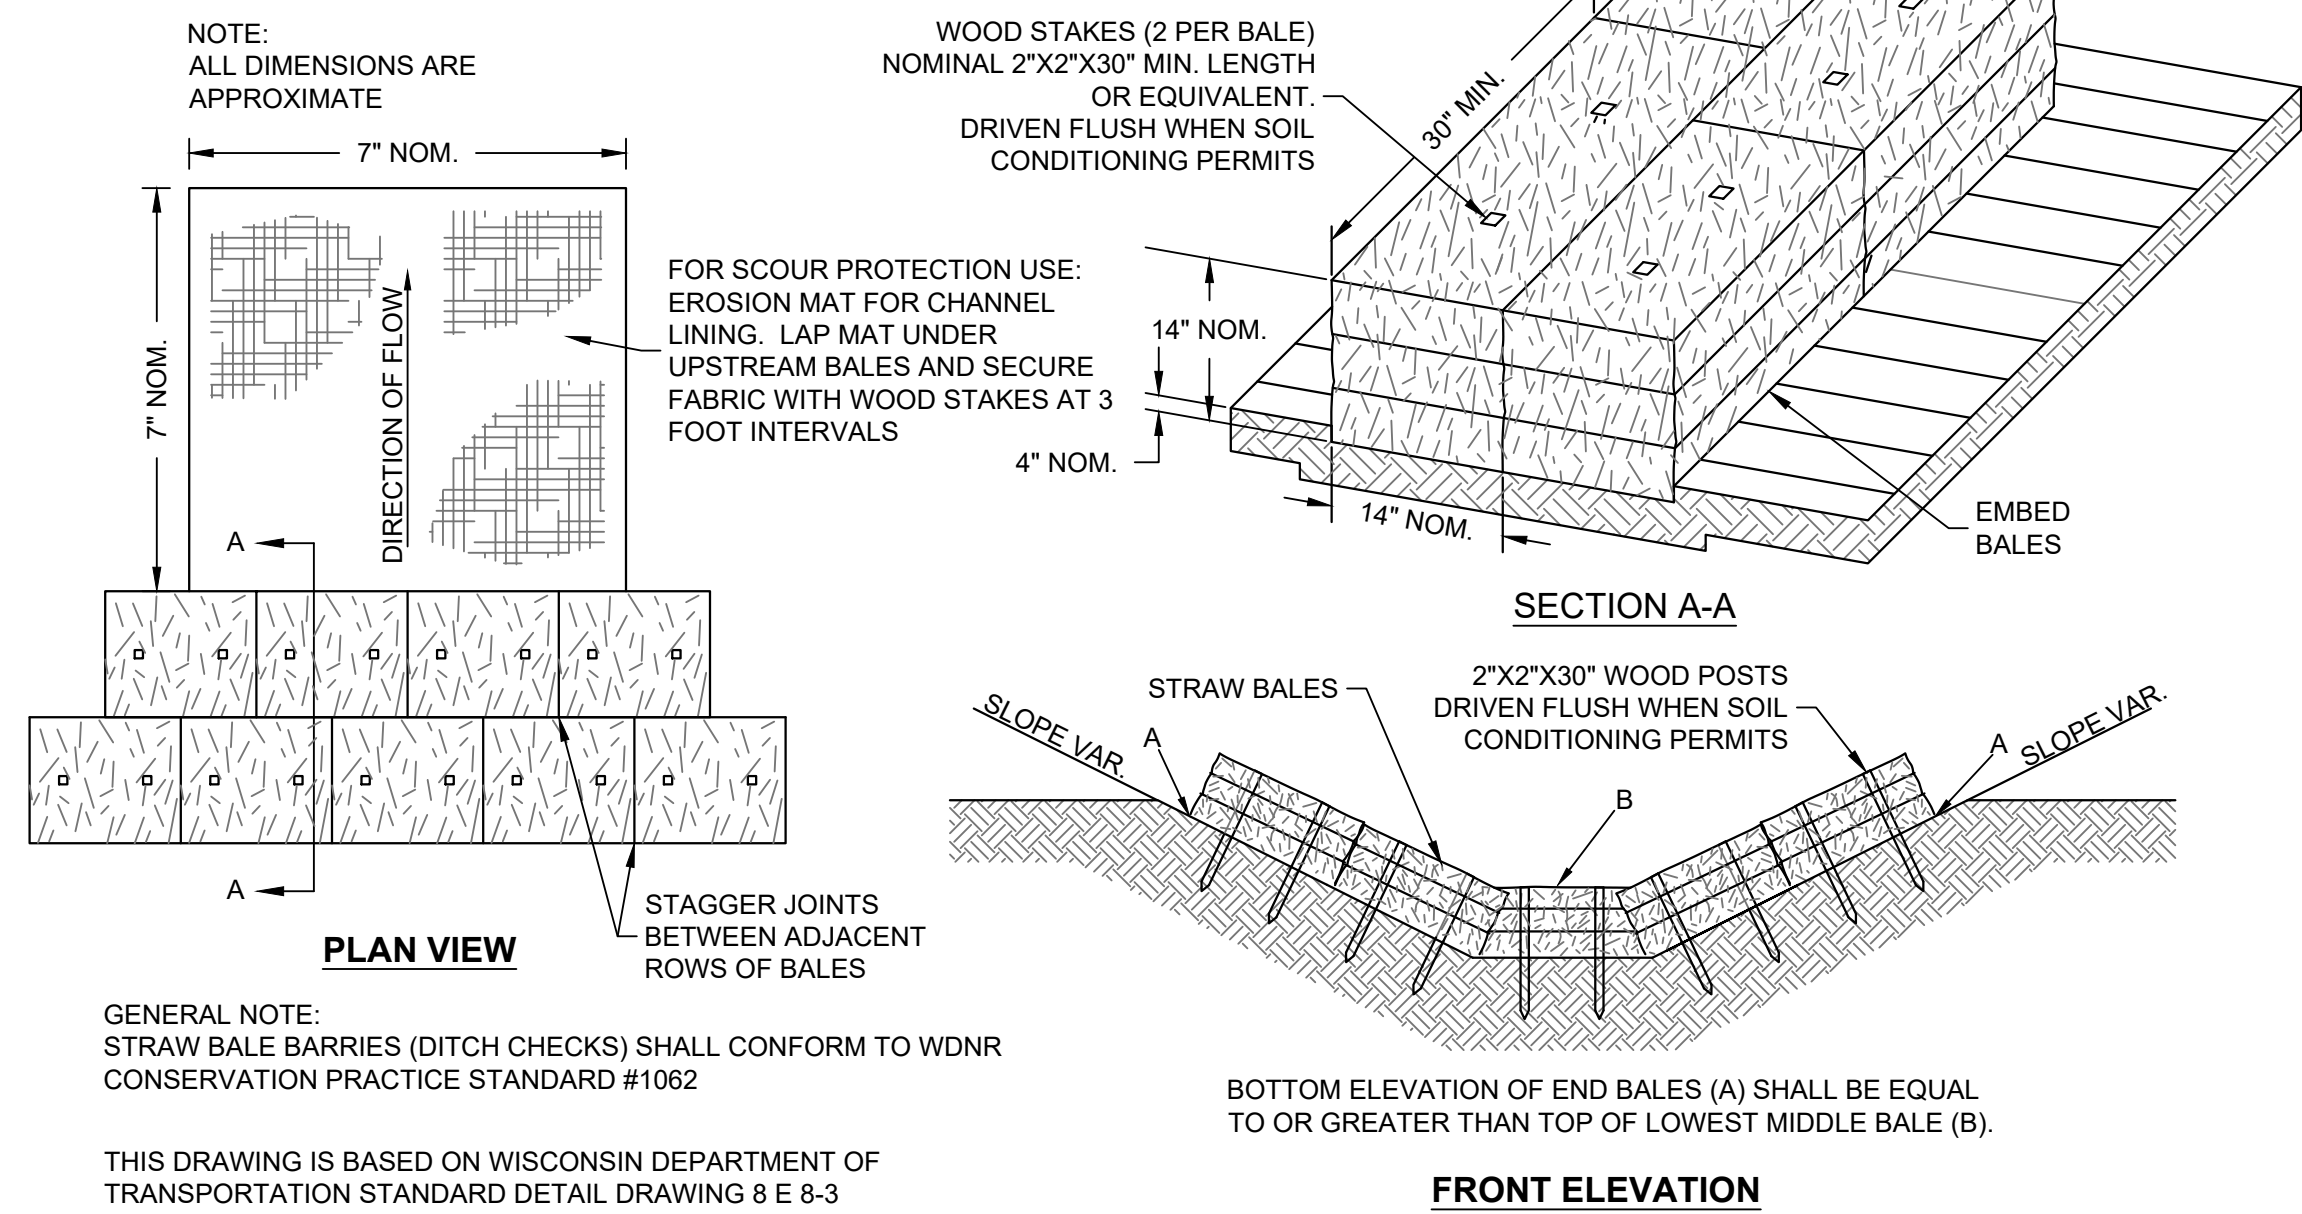 NOTE:
ALL DIMENSIONS ARE
APPROXIMATE
7" NOM.
7" NOM.
DIRECTION OF FLOW
FOR SCOUR PROTECTION USE:
EROSION MAT FOR CHANNEL
LINING. LAP MAT UNDER
UPSTREAM BALES AND SECURE
FABRIC WITH WOOD STAKES AT 3
FOOT INTERVALS
A
A
STAGGER JOINTS
BETWEEN ADJACENT
ROWS OF BALES
PLAN VIEW
GENERAL NOTE:
STRAW BALE BARRIES (DITCH CHECKS) SHALL CONFORM TO WDNR
CONSERVATION PRACTICE STANDARD #1062
THIS DRAWING IS BASED ON WISCONSIN DEPARTMENT OF
TRANSPORTATION STANDARD DETAIL DRAWING 8 E 8-3
WOOD STAKES (2 PER BALE)
NOMINAL 2"X2"X30" MIN. LENGTH
OR EQUIVALENT.
DRIVEN FLUSH WHEN SOIL
CONDITIONING PERMITS
30" MIN.
14" NOM.
4" NOM.
14" NOM.
EMBED
BALES
SECTION A-A
STRAW BALES
2"X2"X30" WOOD POSTS
DRIVEN FLUSH WHEN SOIL
CONDITIONING PERMITS
SLOPE VAR.
A
B
A
SLOPE VAR.
BOTTOM ELEVATION OF END BALES (A) SHALL BE EQUAL
TO OR GREATER THAN TOP OF LOWEST MIDDLE BALE (B).
FRONT ELEVATION